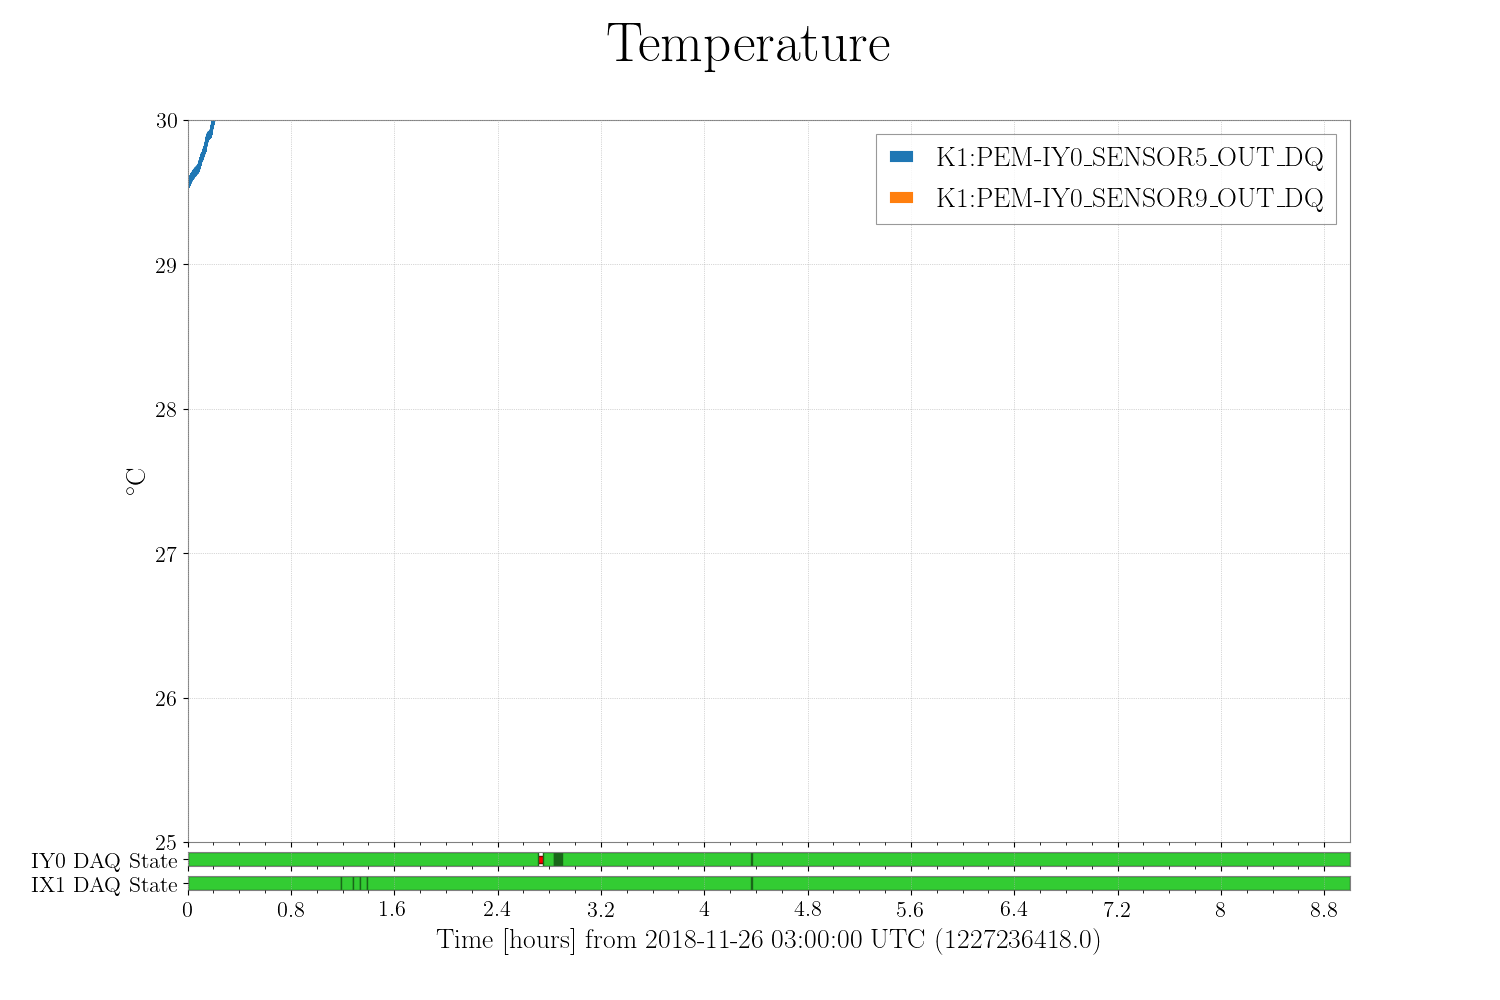 Temperature
30
29
28
27
26
25
°C
K1:PEM-IY0_SENSOR5_OUT_DQ
K1:PEM-IY0_SENSOR9_OUT_DQ
IY0 DAQ State
IX1 DAQ State
0 0.8 1.6 2.4 3.2 4 4.8 5.6 6.4 7.2 8 8.8
Time [hours] from 2018-11-26 03:00:00 UTC (1227236418.0)